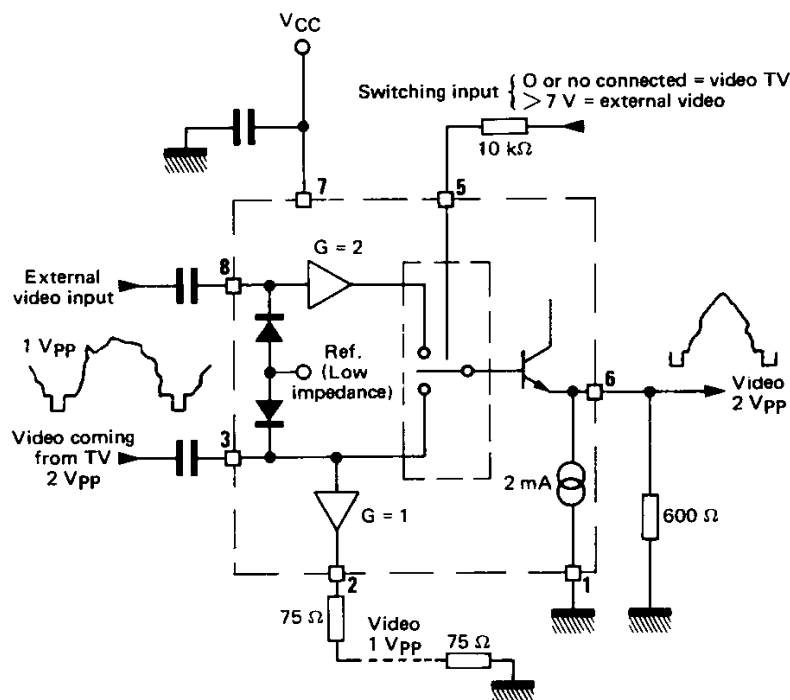 VCC
Switching input { O or no connected = video TV
> 7 V = external video
10 kΩ
7
5
External
video input
8
G = 2
1 VPP
Ref.
(Low
impedance)
6
Video
2 VPP
Video coming
from TV
2 VPP
3
G = 1
2 mA
600 Ω
2
1
75 Ω
Video
1 VPP
75 Ω